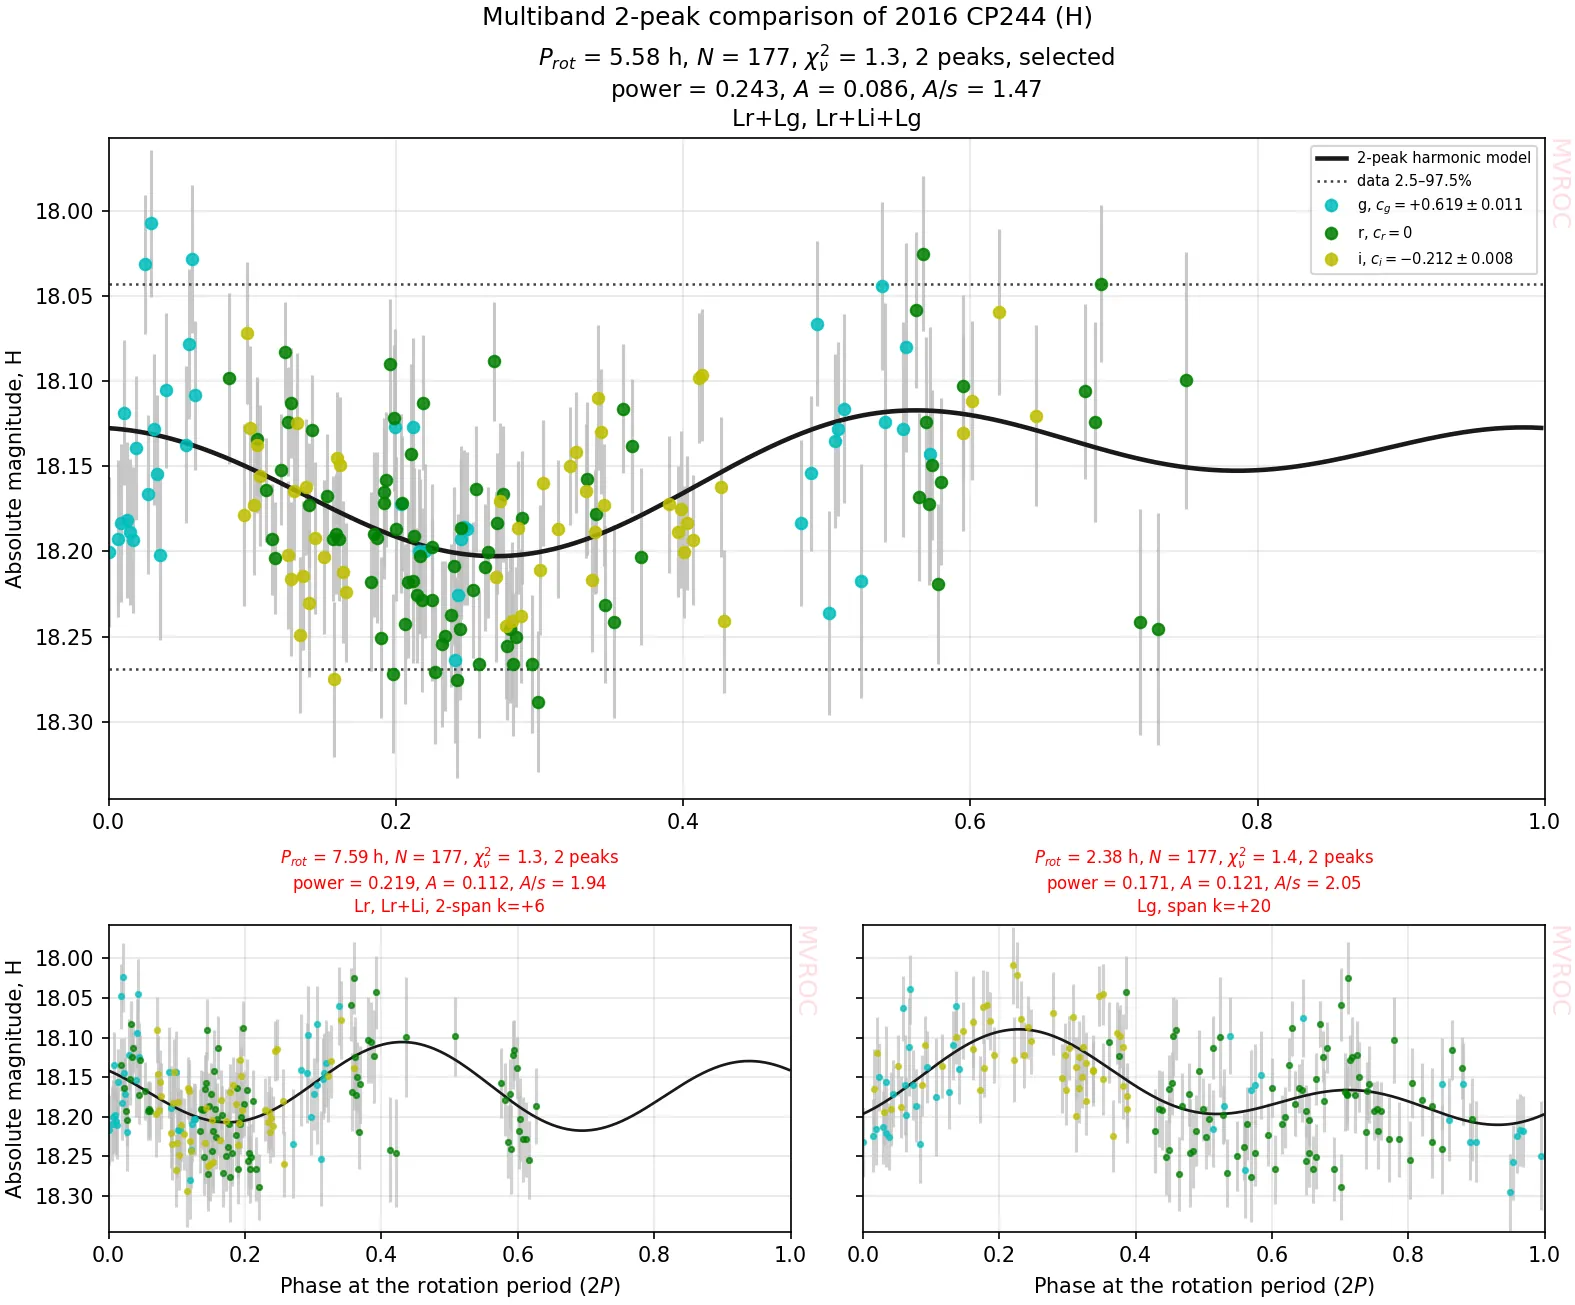 Multiband 2-peak comparison of 2016 CP244 (H)
P_rot = 5.58 h, N = 177, χ²_ν = 1.3, 2 peaks, selected
power = 0.243, A = 0.086, A/s = 1.47
Lr+Lg, Lr+Li+Lg
MVROC
2-peak harmonic model
data 2.5–97.5%
g, c_g = +0.619 ± 0.011
r, c_r = 0
i, c_i = −0.212 ± 0.008
Absolute magnitude, H
18.00
18.05
18.10
18.15
18.20
18.25
18.30
0.0 0.2 0.4 0.6 0.8 1.0
P_rot = 7.59 h, N = 177, χ²_ν = 1.3, 2 peaks
power = 0.219, A = 0.112, A/s = 1.94
Lr, Lr+Li, 2-span k=+6
MVROC
Absolute magnitude, H
18.00
18.05
18.10
18.15
18.20
18.25
18.30
0.0 0.2 0.4 0.6 0.8 1.0
Phase at the rotation period (2P)
P_rot = 2.38 h, N = 177, χ²_ν = 1.4, 2 peaks
power = 0.171, A = 0.121, A/s = 2.05
Lg, span k=+20
MVROC
0.0 0.2 0.4 0.6 0.8 1.0
Phase at the rotation period (2P)